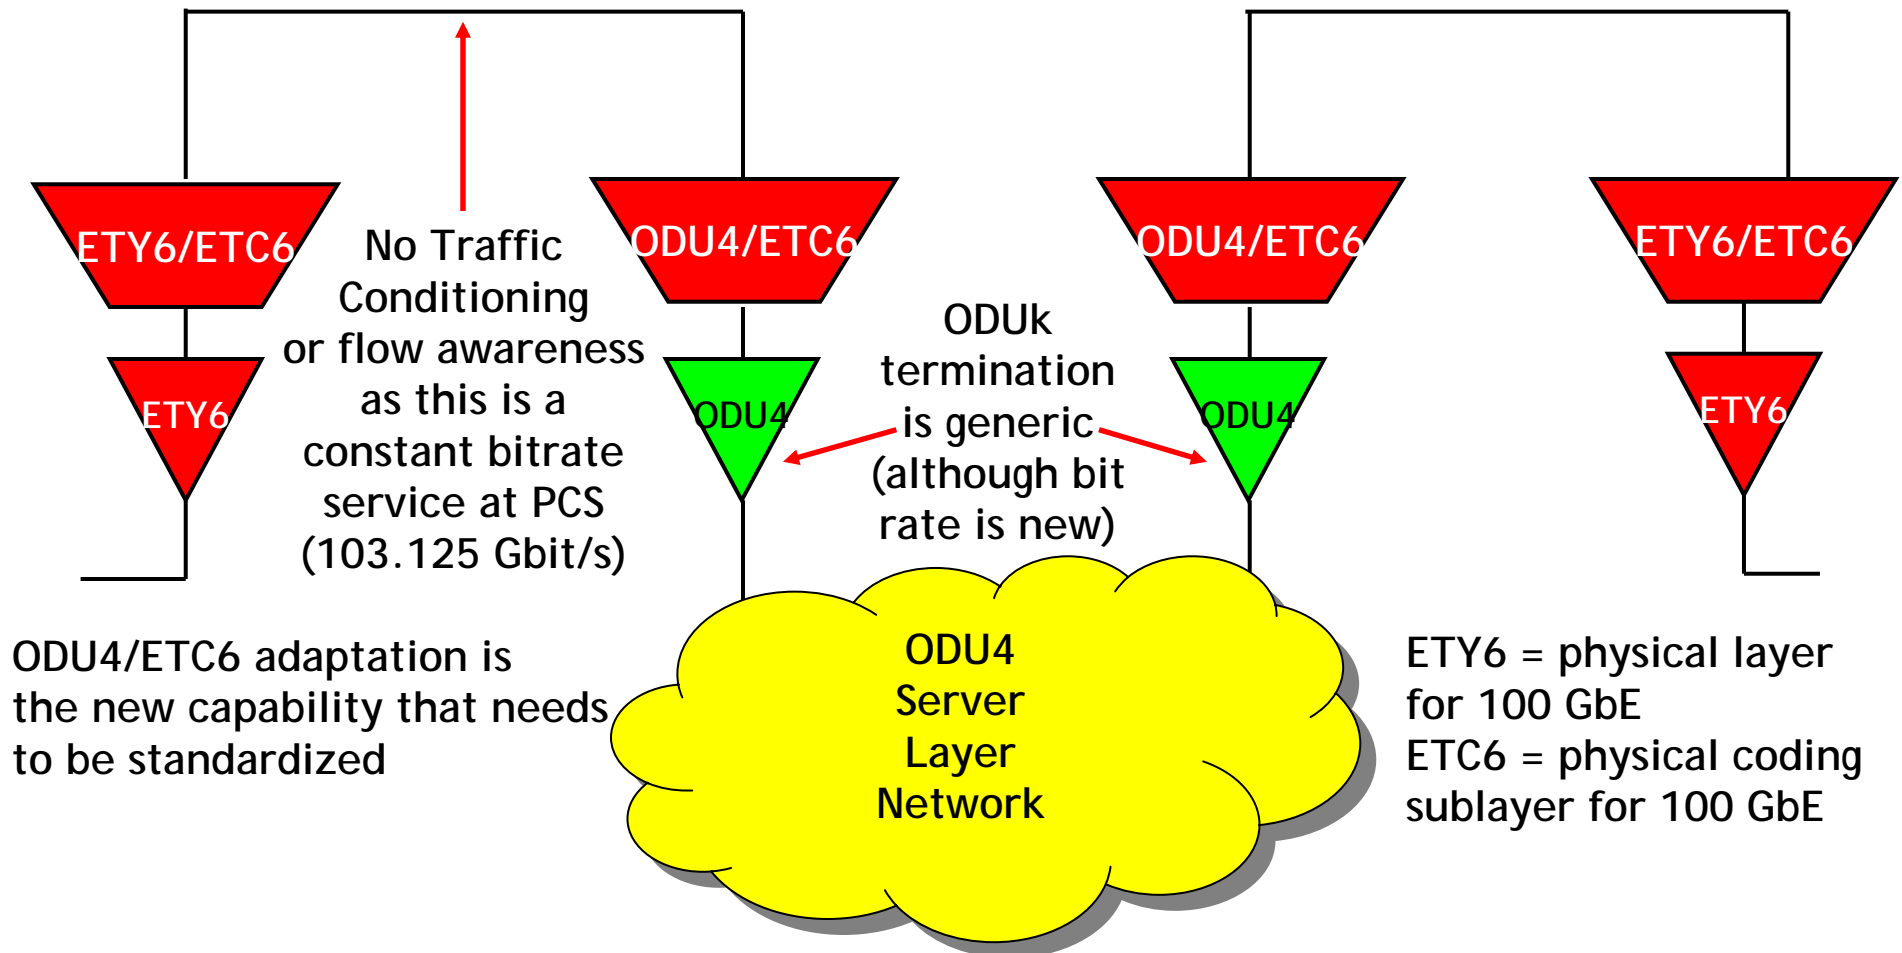 ETY6/ETC6
ODU4/ETC6
ODU4/ETC6
ETY6/ETC6
No Traffic
Conditioning
or flow awareness
as this is a
constant bitrate
service at PCS
(103.125 Gbit/s)
ODUk
termination
is generic
(although bit
rate is new)
ETY6
ODU4
ODU4
ETY6
ODU4/ETC6 adaptation is
the new capability that needs
to be standardized
ODU4
Server
Layer
Network
ETY6 = physical layer
for 100 GbE
ETC6 = physical coding
sublayer for 100 GbE